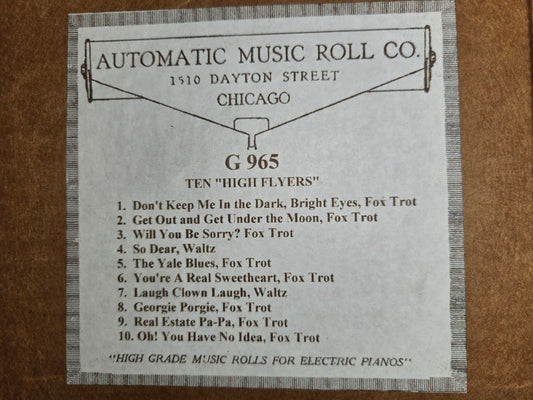 AUTOMATIC MUSIC ROLL CO.
1510 DAYTON STREET
CHICAGO
G 965
TEN "HIGH FLYERS"
1. Don't Keep Me In the Dark, Bright Eyes, Fox Trot
2. Get Out and Get Under the Moon, Fox Trot
3. Will You Be Sorry? Fox Trot
4. So Dear, Waltz
5. The Yale Blues, Fox Trot
6. You're A Real Sweetheart, Fox Trot
7. Laugh Clown Laugh, Waltz
8. Georgie Porgie, Fox Trot
9. Real Estate Pa-Pa, Fox Trot
10. Oh! You Have No Idea, Fox Trot
"HIGH GRADE MUSIC ROLLS FOR ELECTRIC PIANOS"